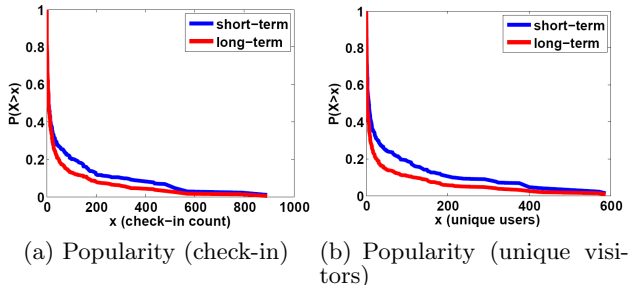 1
0.8
0.6
0.4
0.2
0
P(X>x)
short-term
long-term
0 200 400 600 800 1000
x (check-in count)
(a) Popularity (check-in)
1
0.8
0.6
0.4
0.2
0
P(X>x)
short-term
long-term
0 200 400 600
x (unique users)
(b) Popularity (unique visi-
tors)